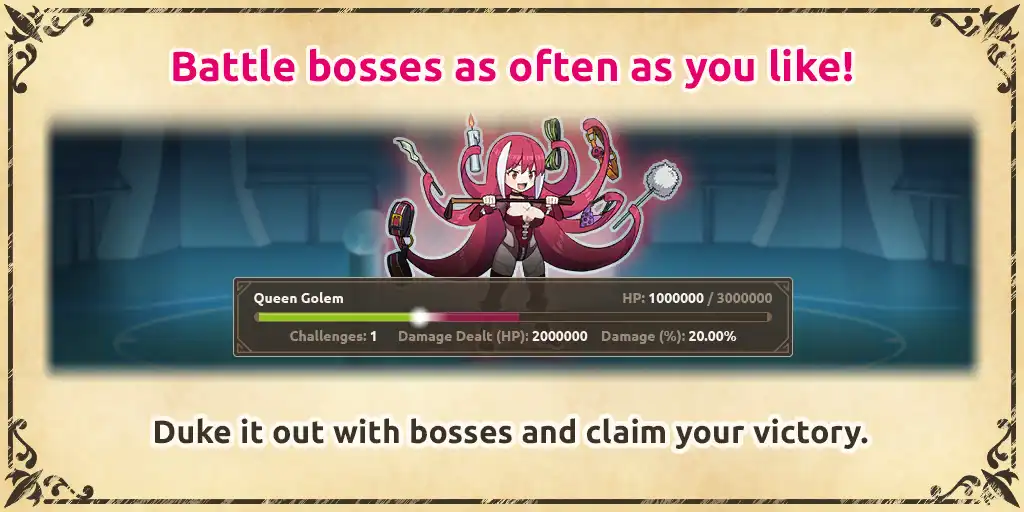 Battle bosses as often as you like!
Queen Golem HP: 1000000 / 3000000
Challenges: 1 Damage Dealt (HP): 2000000 Damage (%): 20.00%
Duke it out with bosses and claim your victory.